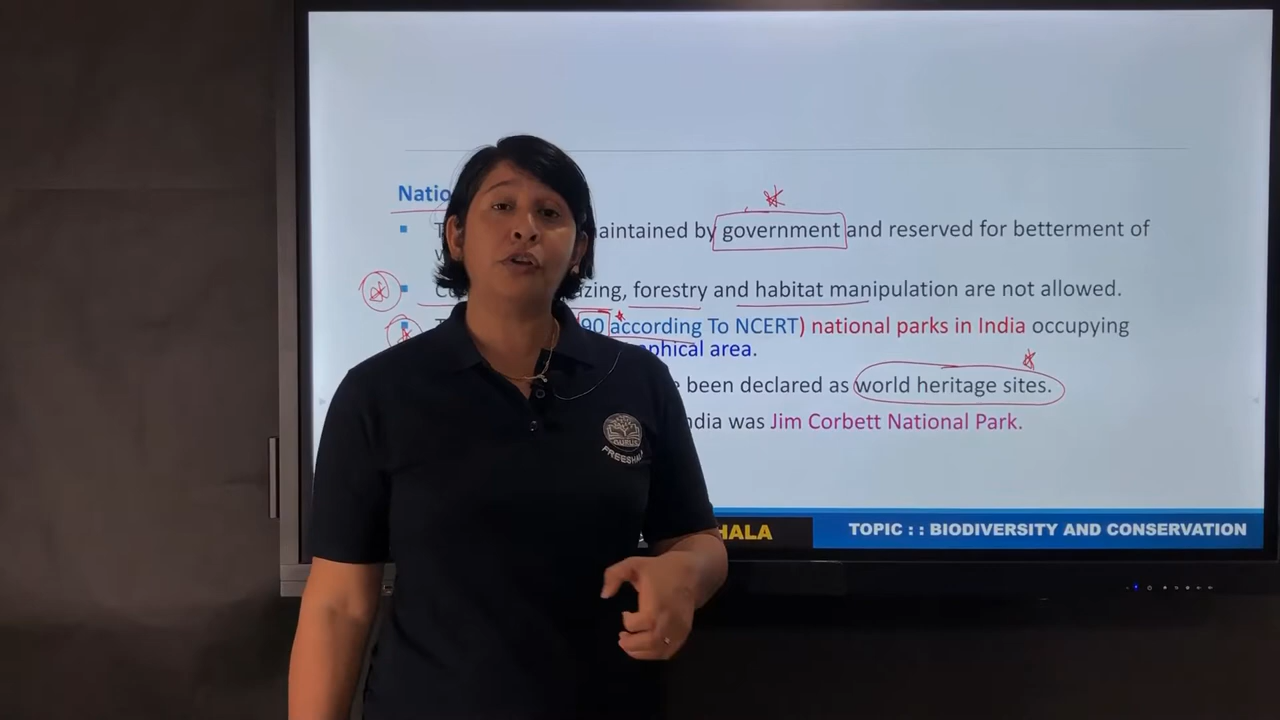 aintained by government and reserved for betterment of
azing, forestry and habitat manipulation are not allowed.
90 according To NCERT) national parks in India occupying
phical area.
been declared as world heritage sites.
ndia was Jim Corbett National Park.
FREESHALA
HALA
TOPIC : : BIODIVERSITY AND CONSERVATION